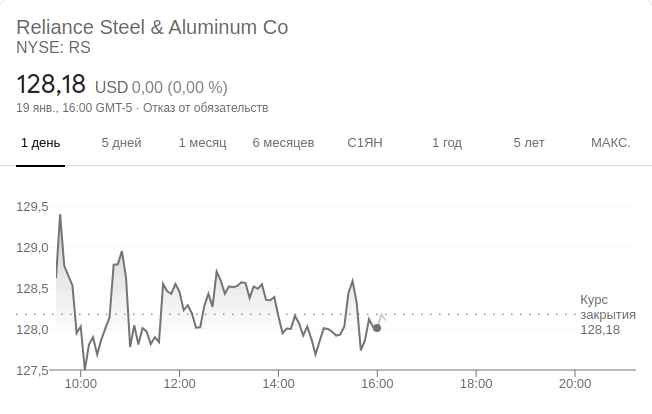 Reliance Steel & Aluminum Co
NYSE: RS
128,18 USD 0,00 (0,00 %)
19 янв., 16:00 GMT-5 · Отказ от обязательств
1 день 5 дней 1 месяц 6 месяцев С1ЯН 1 год 5 лет МАКС.
129,5
129,0
128,5
Курс
закрытия
128,18
128,0
127,5
10:00 12:00 14:00 16:00 18:00 20:00